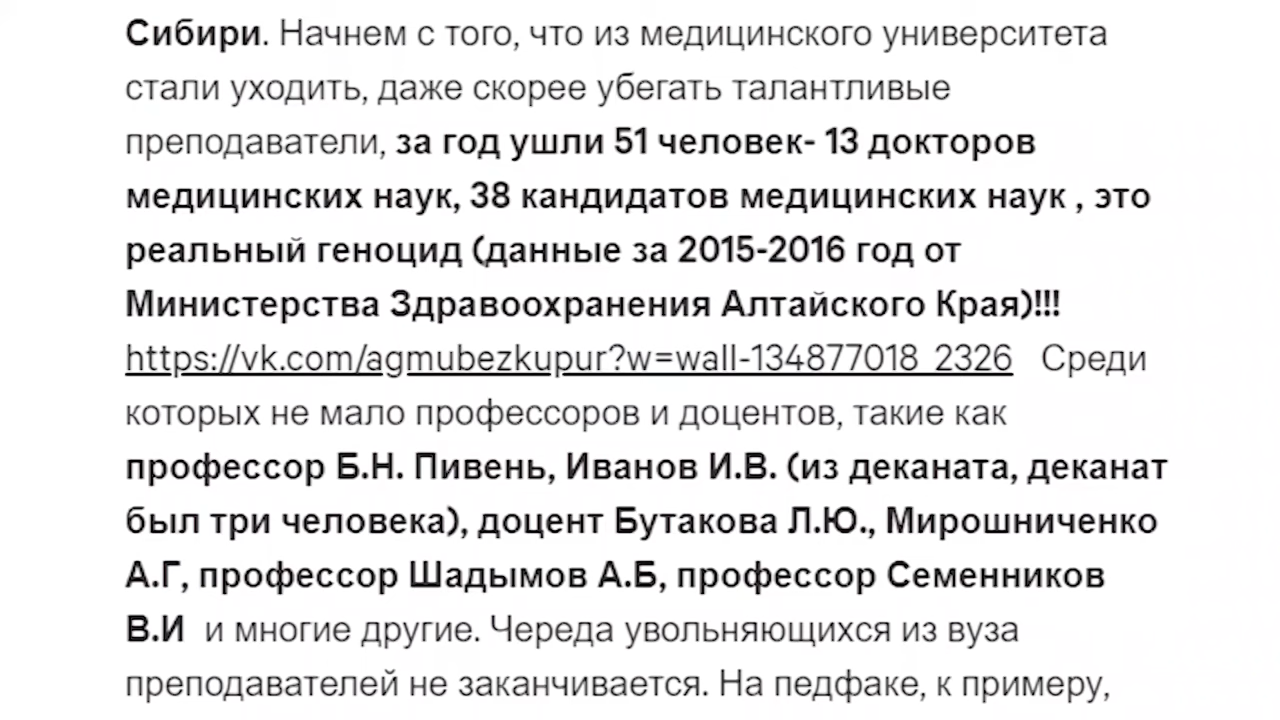 Сибири. Начнем с того, что из медицинского университета
стали уходить, даже скорее убегать талантливые
преподаватели, за год ушли 51 человек- 13 докторов
медицинских наук, 38 кандидатов медицинских наук , это
реальный геноцид (данные за 2015-2016 год от
Министерства Здравоохранения Алтайского Края)!!!
https://vk.com/agmubezkupur?w=wall-134877018_2326 Среди
которых не мало профессоров и доцентов, такие как
профессор Б.Н. Пивень, Иванов И.В. (из деканата, деканат
был три человека), доцент Бутакова Л.Ю., Мирошниченко
А.Г, профессор Шадымов А.Б, профессор Семенников
В.И и многие другие. Череда увольняющихся из вуза
преподавателей не заканчивается. На педфаке, к примеру,